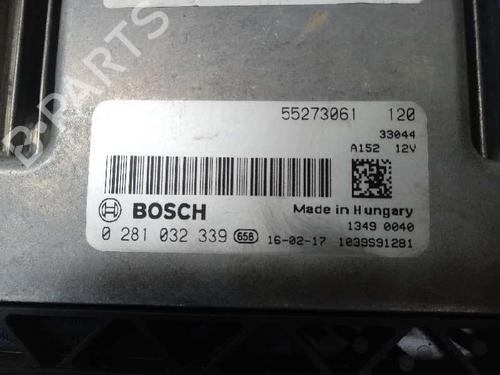 B-PARTS
55273061 120
33044
A152 12V
BOSCH
Made in Hungary
1349 0040
0 281 032 339 658 16-02-17 1039S91281